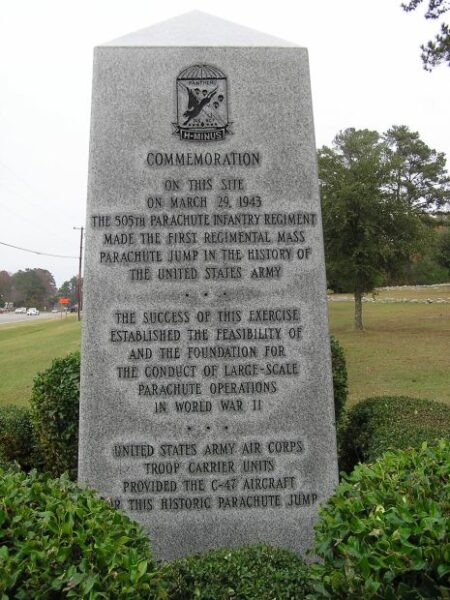 PANTHER
H-MINUS
COMMEMORATION
ON THIS SITE
ON MARCH 29, 1943
THE 505TH PARACHUTE INFANTRY REGIMENT
MADE THE FIRST REGIMENTAL MASS
PARACHUTE JUMP IN THE HISTORY OF
THE UNITED STATES ARMY
THE SUCCESS OF THIS EXERCISE
ESTABLISHED THE FEASIBILITY OF
AND THE FOUNDATION FOR
THE CONDUCT OF LARGE-SCALE
PARACHUTE OPERATIONS
IN WORLD WAR II
UNITED STATES ARMY AIR CORPS
TROOP CARRIER UNITS
PROVIDED THE C-47 AIRCRAFT
THIS HISTORIC PARACHUTE JUMP